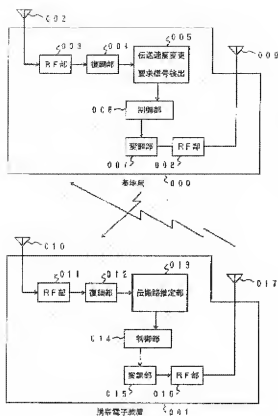 002
003
004
005
009
RF部
復調部
伝送速度変更
要求信号検出
006
制御部
007
008
変調部
RF部
基地局
000
010
011
012
013
017
RF部
復調部
伝搬路推定部
014
制御部
015
016
変調部
RF部
携帯電子装置
001